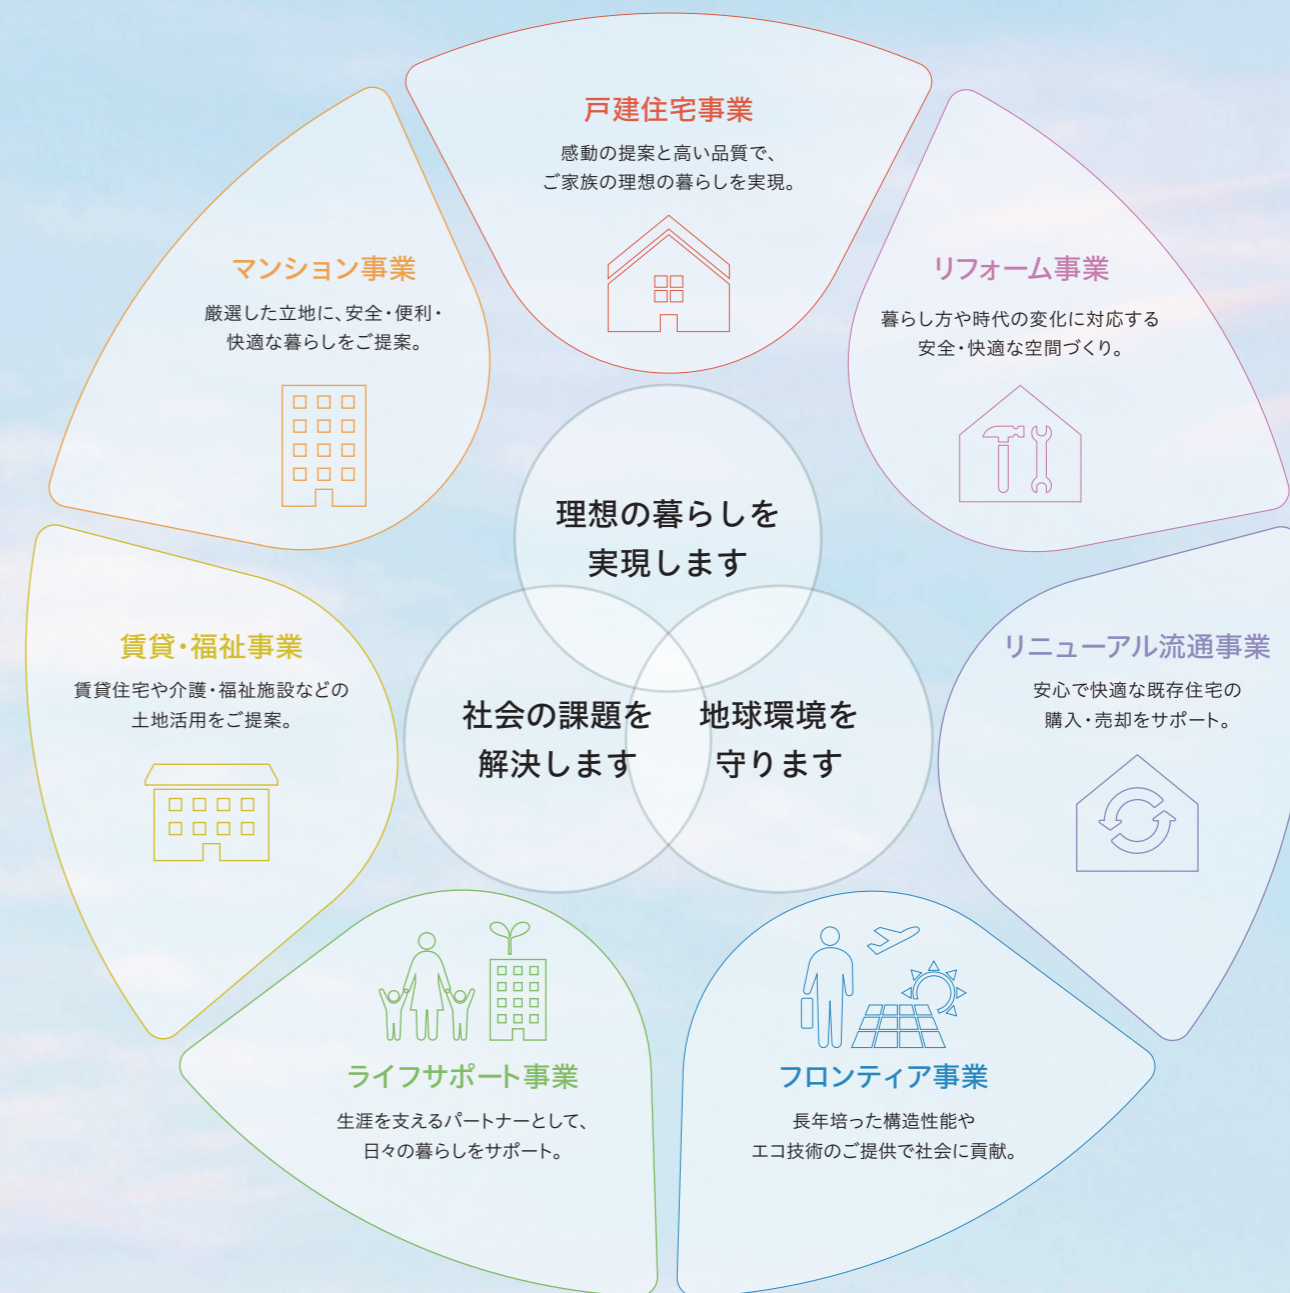 戸建住宅事業
感動の提案と高い品質で、
ご家族の理想の暮らしを実現。
マンション事業
厳選した立地に、安全・便利・
快適な暮らしをご提案。
リフォーム事業
暮らし方や時代の変化に対応する
安全・快適な空間づくり。
理想の暮らしを
実現します
社会の課題を
解決します
地球環境を
守ります
賃貸・福祉事業
賃貸住宅や介護・福祉施設などの
土地活用をご提案。
リニューアル流通事業
安心で快適な既存住宅の
購入・売却をサポート。
ライフサポート事業
生涯を支えるパートナーとして、
日々の暮らしをサポート。
フロンティア事業
長年培った構造性能や
エコ技術のご提供で社会に貢献。